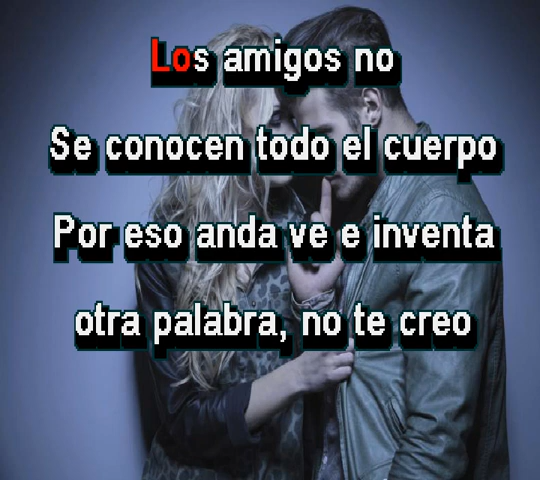 Los amigos no
Se conocen todo el cuerpo
Por eso anda ve e inventa
otra palabra, no te creo